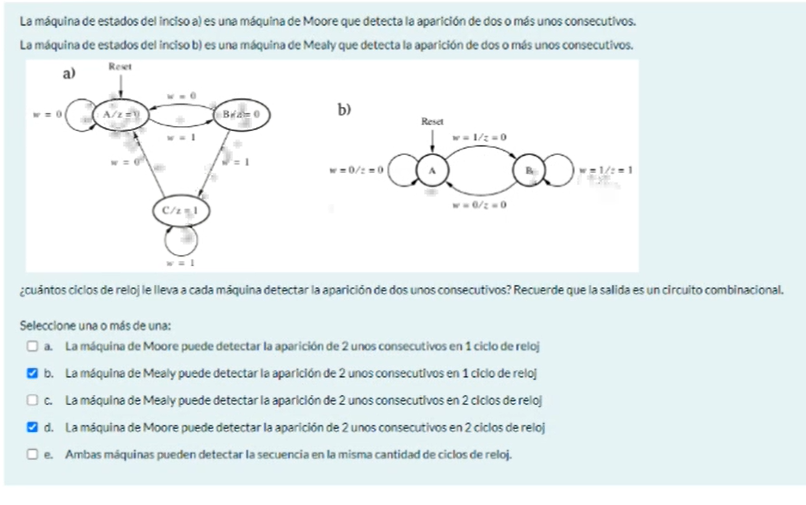 La máquina de estados del inciso a) es una máquina de Moore que detecta la aparición de dos o más unos consecutivos.
La máquina de estados del inciso b) es una máquina de Mealy que detecta la aparición de dos o más unos consecutivos.
a)
Reset
w = 0
w = 0
A/z = 0
B/z = 0
w = 1
w = 0
w = 1
C/z = 1
w = 1
b)
Reset
w = 1/z = 0
w = 0/z = 0
A
B
w = 1/z = 1
w = 0/z = 0
¿cuántos ciclos de reloj le lleva a cada máquina detectar la aparición de dos unos consecutivos? Recuerde que la salida es un circuito combinacional.
Seleccione una o más de una:
a. La máquina de Moore puede detectar la aparición de 2 unos consecutivos en 1 ciclo de reloj
b. La máquina de Mealy puede detectar la aparición de 2 unos consecutivos en 1 ciclo de reloj
c. La máquina de Mealy puede detectar la aparición de 2 unos consecutivos en 2 ciclos de reloj
d. La máquina de Moore puede detectar la aparición de 2 unos consecutivos en 2 ciclos de reloj
e. Ambas máquinas pueden detectar la secuencia en la misma cantidad de ciclos de reloj.